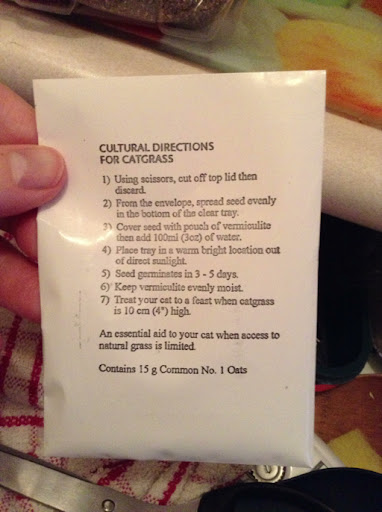 CULTURAL DIRECTIONS
FOR CATGRASS
1) Using scissors, cut off top lid then
discard.
2) From the envelope, spread seed evenly
in the bottom of the clear tray.
3) Cover seed with pouch of vermiculite
then add 100ml (3oz) of water.
4) Place tray in a warm bright location out
of direct sunlight.
5) Seed germinates in 3 - 5 days.
6) Keep vermiculite evenly moist.
7) Treat your cat to a feast when catgrass
is 10 cm (4") high.
An essential aid to your cat when access to
natural grass is limited.
Contains 15 g Common No. 1 Oats